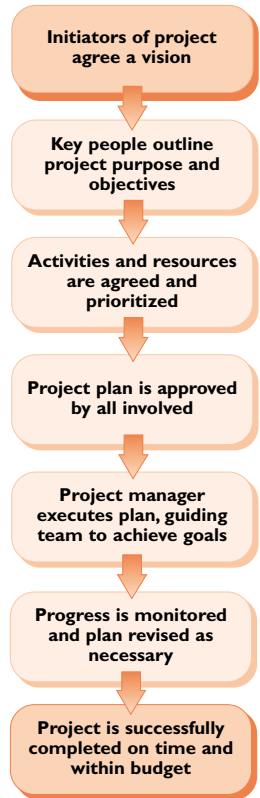 Initiators of project
agree a vision
Key people outline
project purpose and
objectives
Activities and resources
are agreed and
prioritized
Project plan is approved
by all involved
Project manager
executes plan, guiding
team to achieve goals
Progress is monitored
and plan revised as
necessary
Project is successfully
completed on time and
within budget